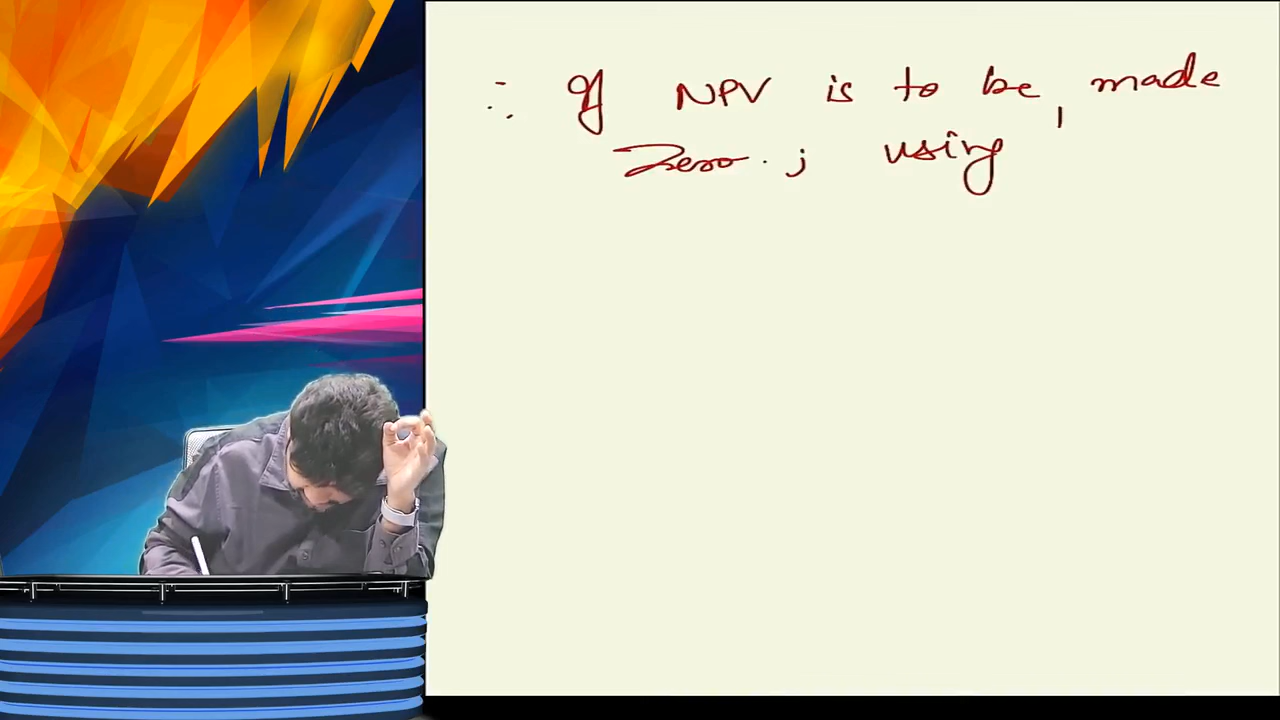 ∴ If NPV is to be, made
Zero. ; using